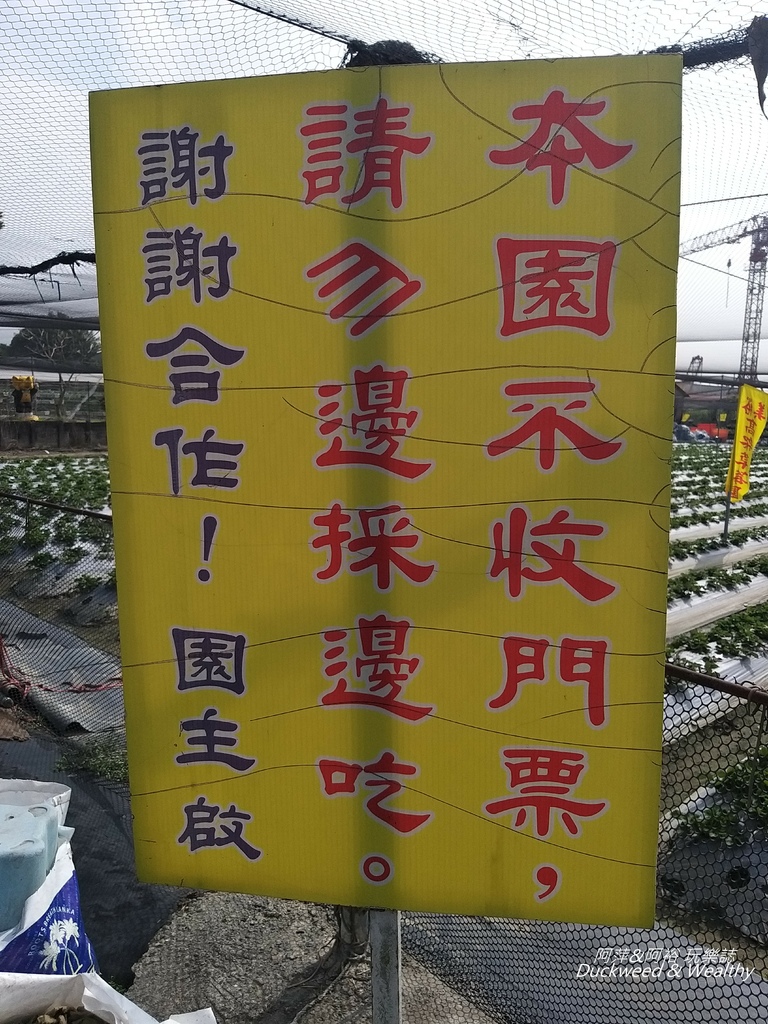 本園不收門票，
請勿邊採邊吃。
謝謝合作！園主啟
阿萍&阿裕 玩樂誌
Duckweed & Wealthy